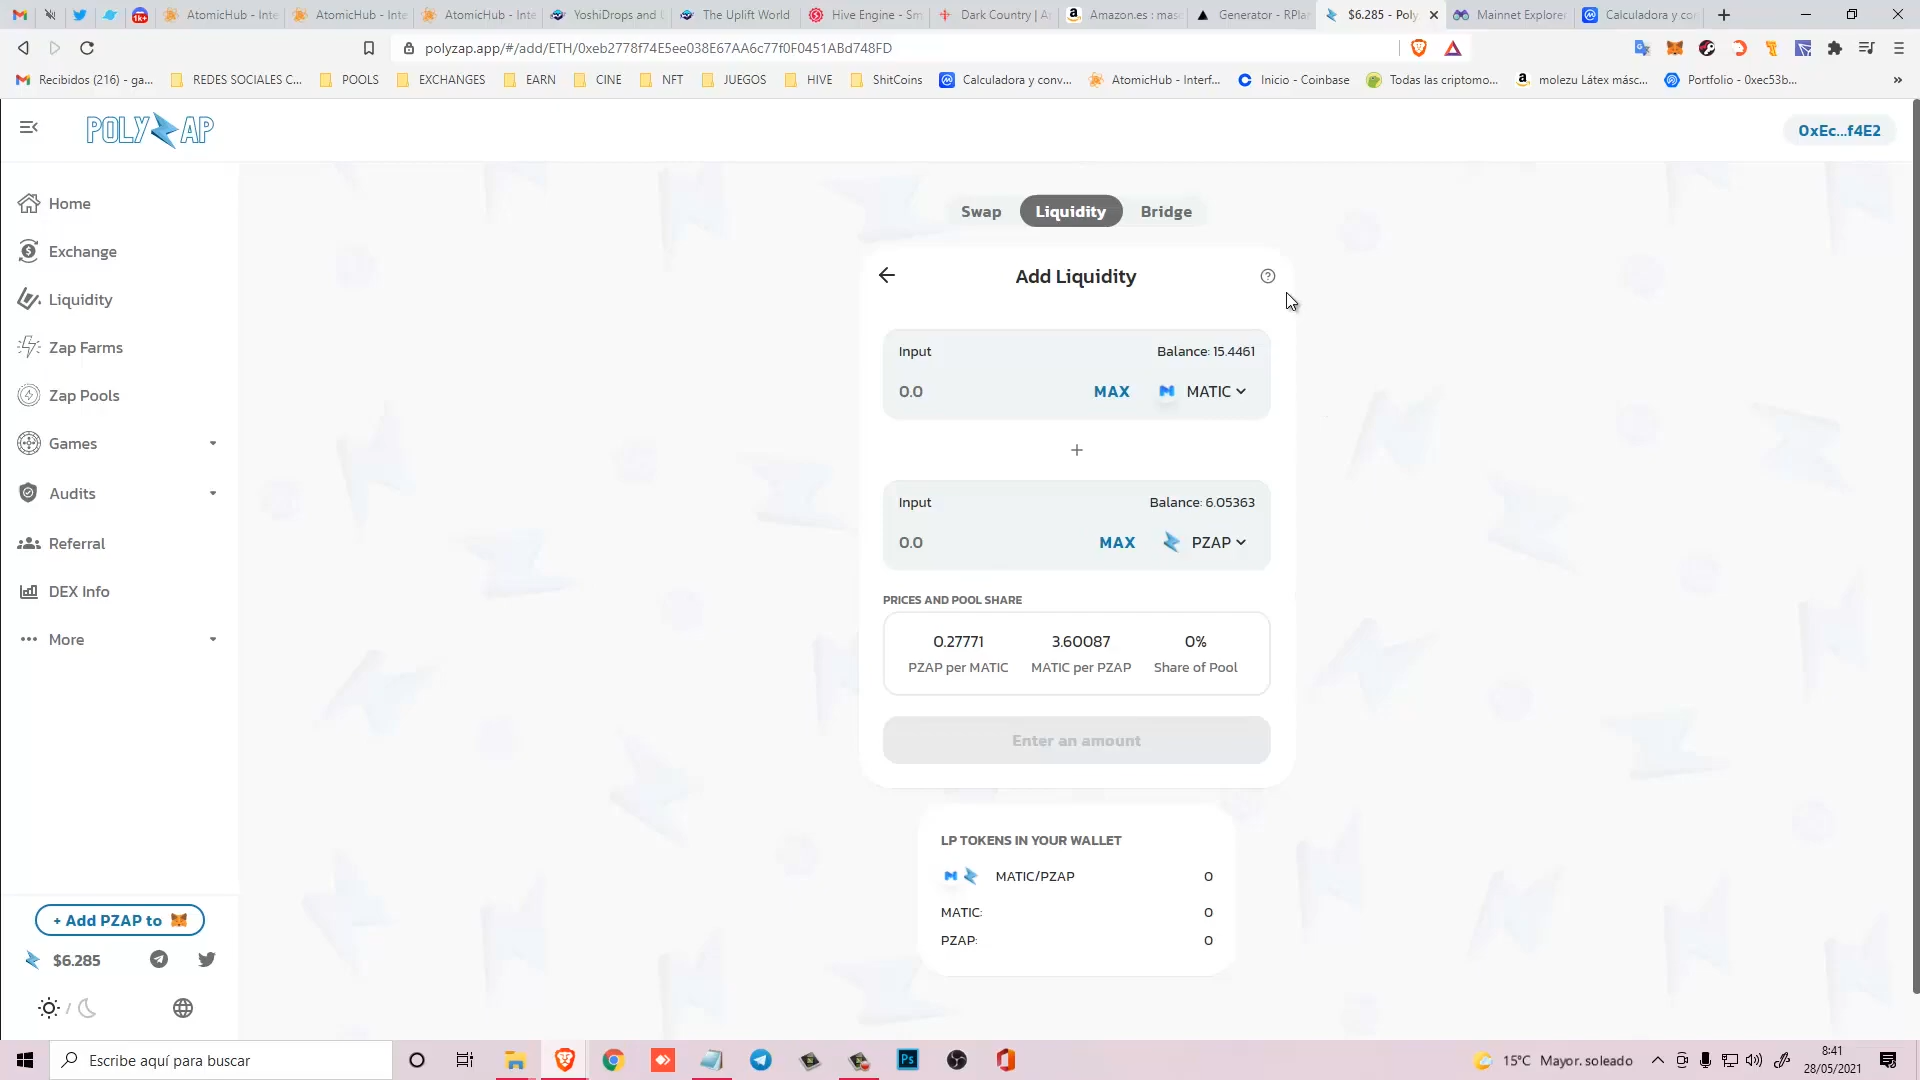 1k+
AtomicHub - Inte
AtomicHub - Inte
AtomicHub - Inte
YoshiDrops and U
The Uplift World
Hive Engine - Sm
Dark Country | A
Amazon.es : masc
Generator - RPlan
$6.285 - Poly
Mainnet Explorer
Calculadora y co
polyzap.app/#/add/ETH/0xeb2778f74E5ee038E67AA6c77f0F0451ABd748FD
Recibidos (216) - ga...
REDES SOCIALES C...
POOLS
EXCHANGES
EARN
CINE
NFT
JUEGOS
HIVE
ShitCoins
Calculadora y conv...
AtomicHub - Interf...
Inicio - Coinbase
Todas las criptomo...
molezu Látex másc...
Portfolio - 0xec53b...
»
POLYZAP
0xEc...f4E2
Home
Exchange
Liquidity
Zap Farms
Zap Pools
Games
Audits
Referral
DEX Info
More
Swap
Liquidity
Bridge
Add Liquidity
Input
Balance: 15.4461
0.0
MAX
MATIC
+
Input
Balance: 6.05363
0.0
MAX
PZAP
PRICES AND POOL SHARE
0.27771
3.60087
0%
PZAP per MATIC
MATIC per PZAP
Share of Pool
Enter an amount
LP TOKENS IN YOUR WALLET
MATIC/PZAP
0
MATIC:
0
PZAP:
0
+ Add PZAP to
$6.285
/
Escribe aquí para buscar
Ps
15°C Mayor. soleado
8:41
28/05/2021